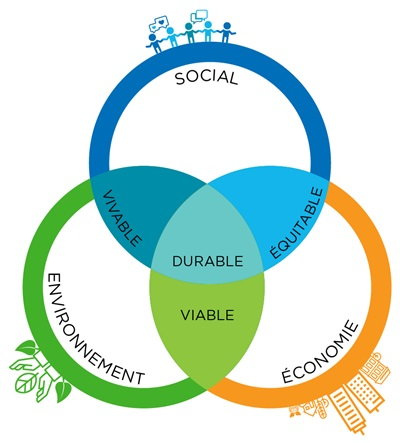 SOCIAL
VIVABLE
ÉQUITABLE
DURABLE
VIABLE
ENVIRONNEMENT
ÉCONOMIE